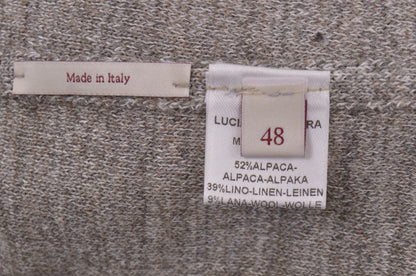 Made in Italy
LUCI
RA
M
48
52%ALPACA-
ALPACA-ALPAKA
39%LINO-LINEN-LEINEN
9%LANA-WOOL-WOLLE